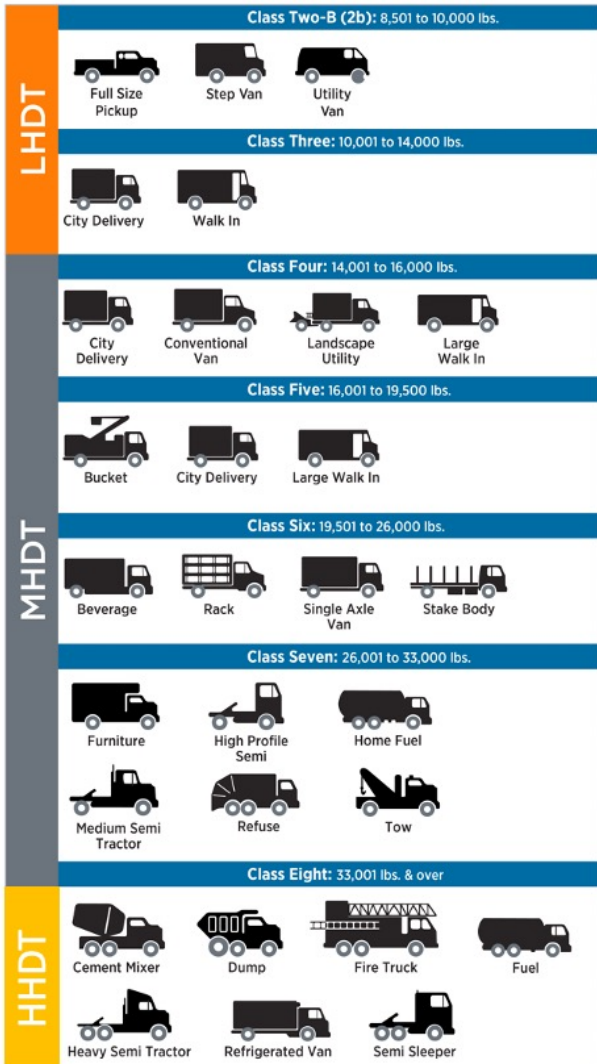 LHDT
Class Two-B (2b): 8,501 to 10,000 lbs.
Full Size
Pickup
Step Van
Utility
Van
Class Three: 10,001 to 14,000 lbs.
City Delivery
Walk In
MHDT
Class Four: 14,001 to 16,000 lbs.
City
Delivery
Conventional
Van
Landscape
Utility
Large
Walk In
Class Five: 16,001 to 19,500 lbs.
Bucket
City Delivery
Large Walk In
Class Six: 19,501 to 26,000 lbs.
Beverage
Rack
Single Axle
Van
Stake Body
Class Seven: 26,001 to 33,000 lbs.
Furniture
High Profile
Semi
Home Fuel
Medium Semi
Tractor
Refuse
Tow
HHDT
Class Eight: 33,001 lbs. & over
Cement Mixer
Dump
Fire Truck
Fuel
Heavy Semi Tractor
Refrigerated Van
Semi Sleeper